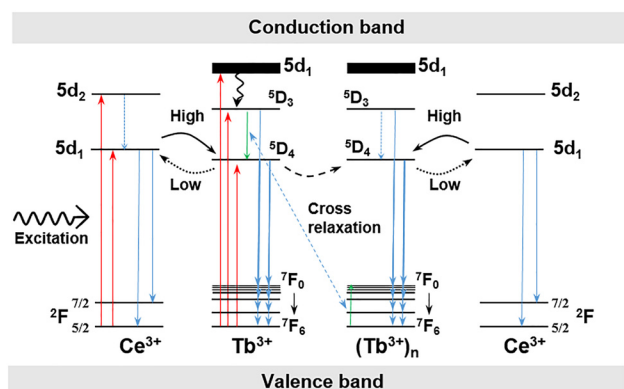 Conduction band
5d₂
5d₁
5d₁
5d₂
⁵D₃
⁵D₃
High
High
5d₁
⁵D₄
⁵D₄
5d₁
Low
Low
Excitation
Cross
relaxation
⁷F₀
⁷F₀
²F
7/2
5/2
⁷F₆
⁷F₆
7/2
5/2
²F
Ce³⁺
Tb³⁺
(Tb³⁺)ₙ
Ce³⁺
Valence band